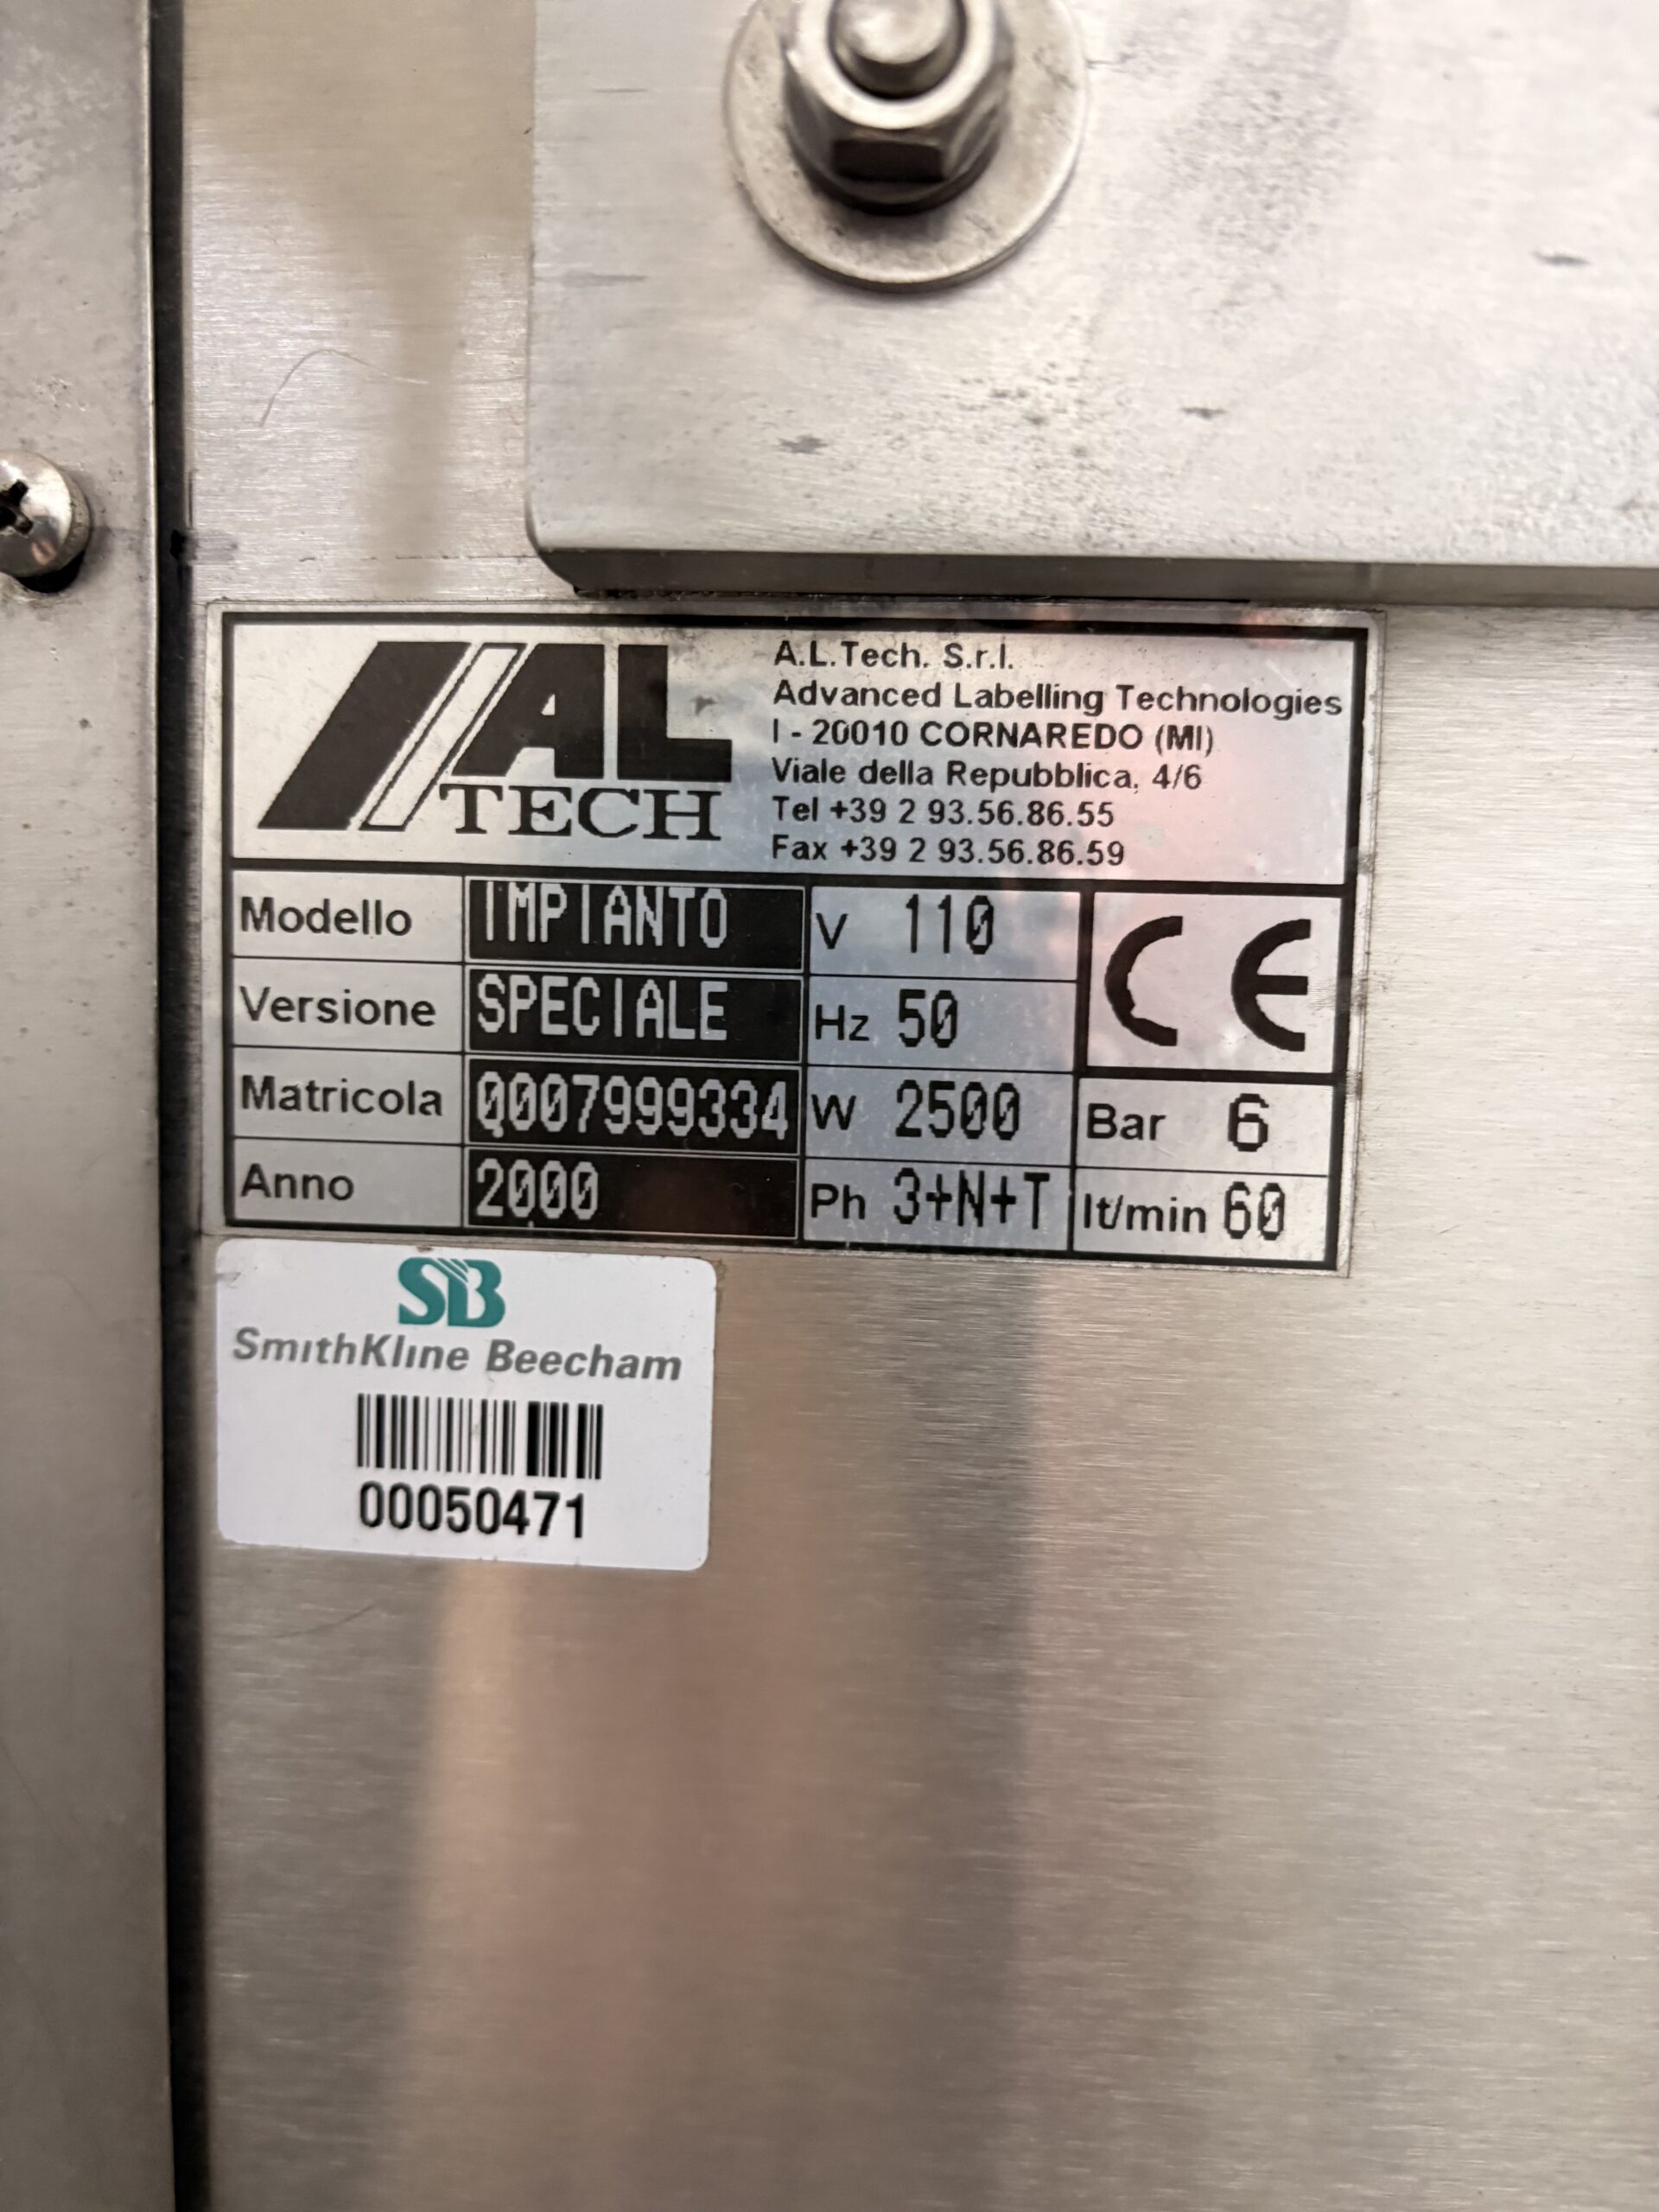 AL
TECH
A.L.Tech. S.r.l.
Advanced Labelling Technologies
I - 20010 CORNAREDO (MI)
Viale della Repubblica, 4/6
Tel +39 2 93.56.86.55
Fax +39 2 93.56.86.59
Modello IMPIANTO V 110 CE
Versione SPECIALE Hz 50
Matricola Q007999334 W 2500 Bar 6
Anno 2000 Ph 3+N+T lt/min 60
SB
SmithKline Beecham
00050471